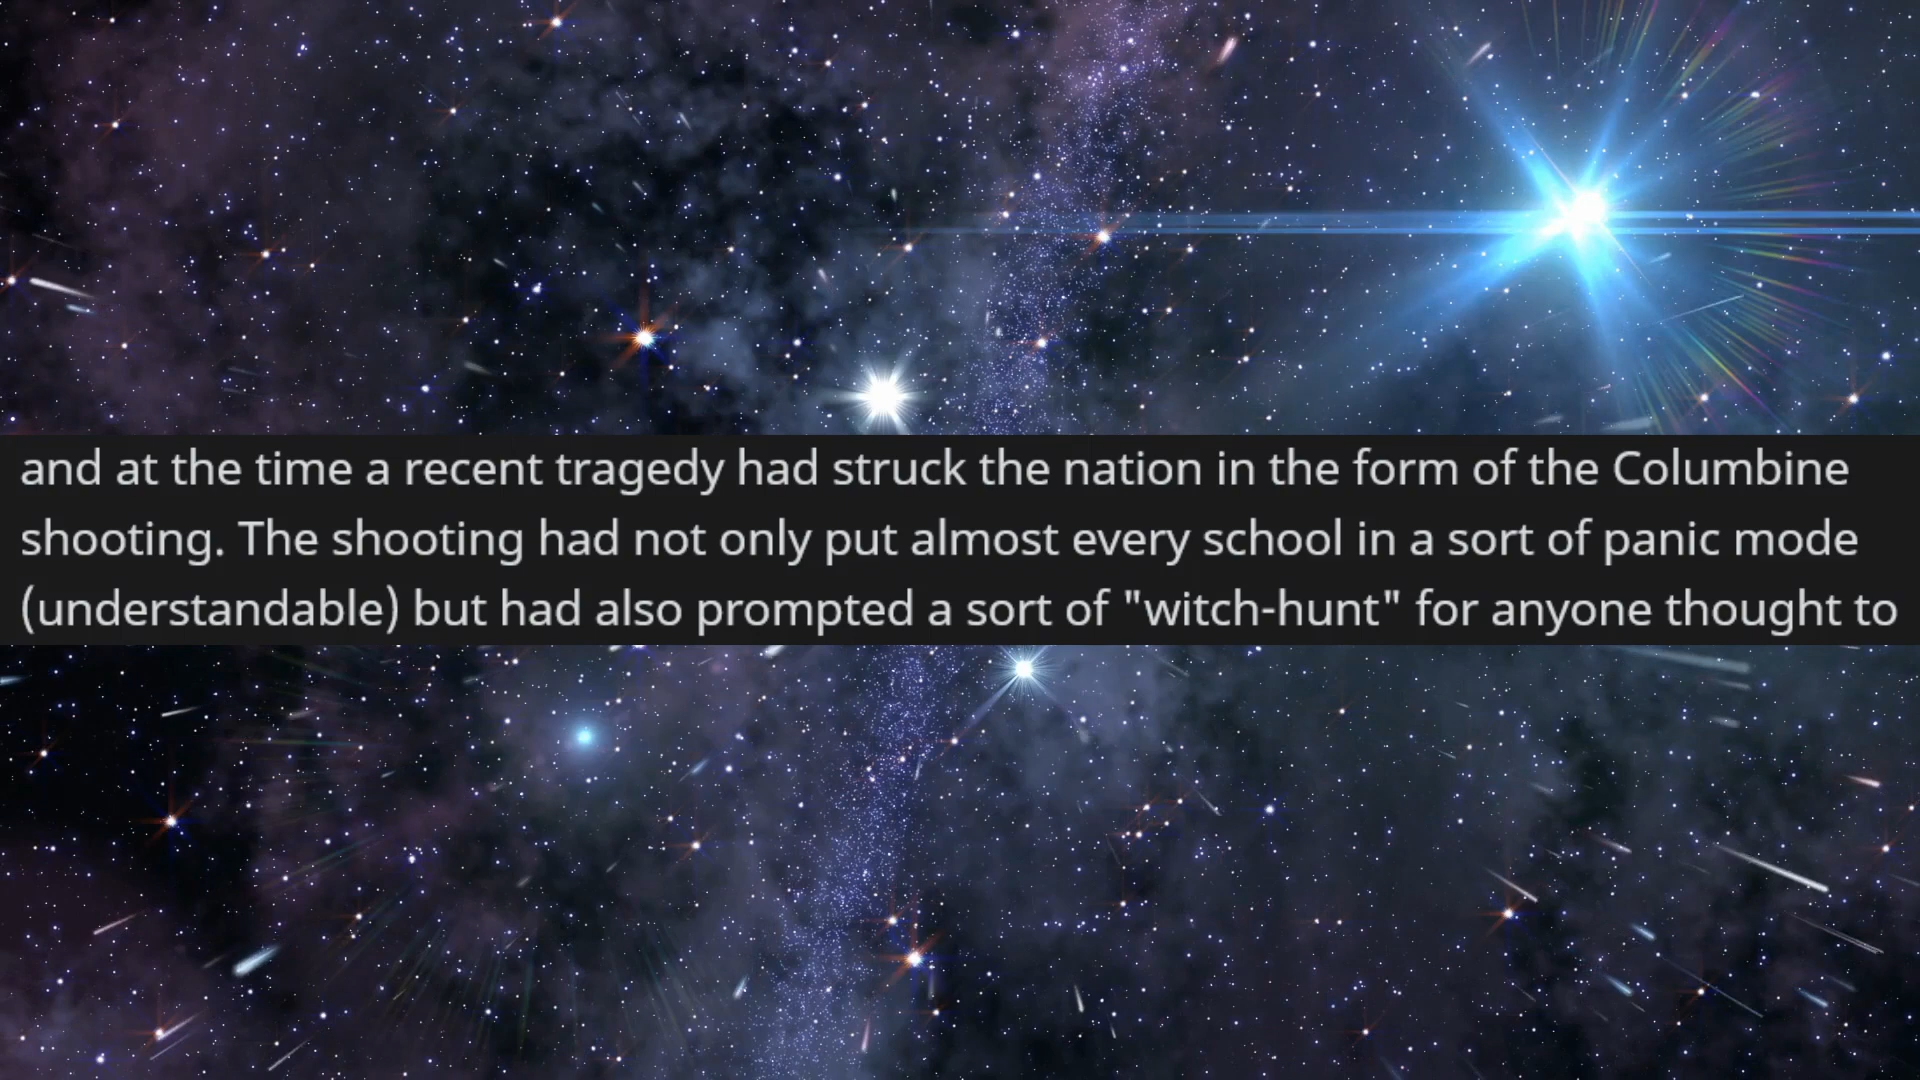 and at the time a recent tragedy had struck the nation in the form of the Columbine
shooting. The shooting had not only put almost every school in a sort of panic mode
(understandable) but had also prompted a sort of "witch-hunt" for anyone thought to